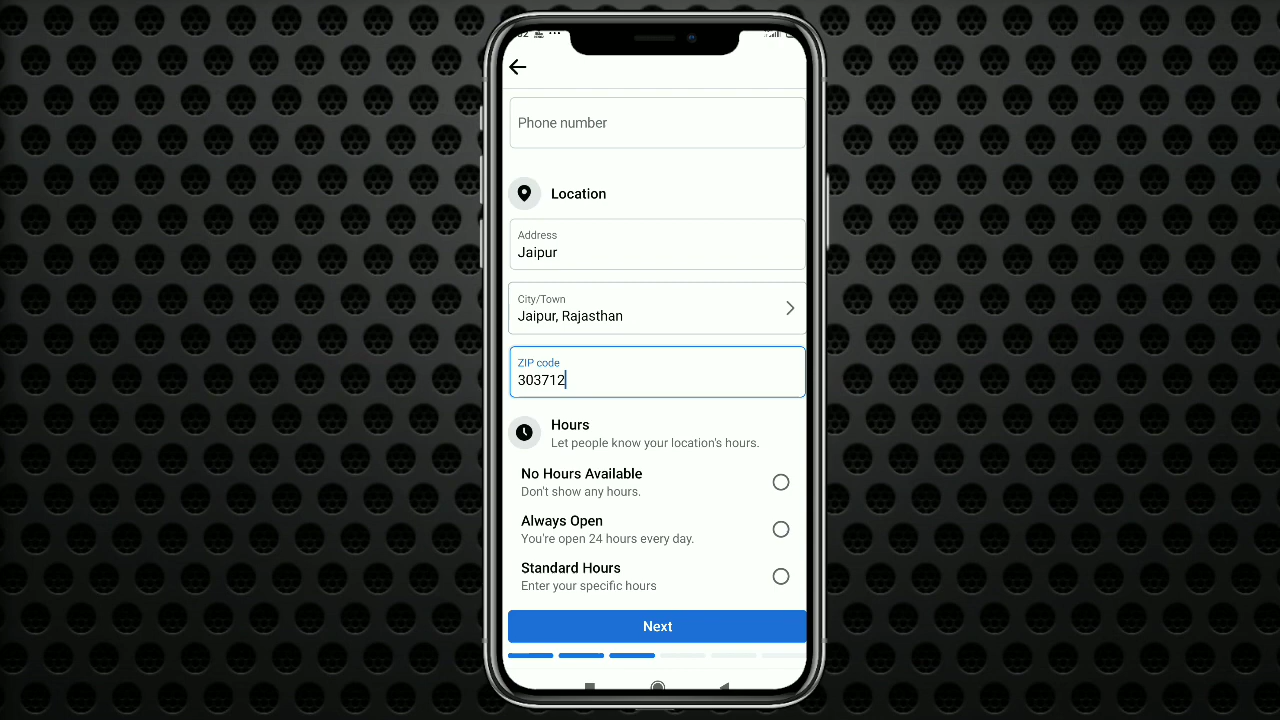 Phone number
Location
Address
Jaipur
City/Town
Jaipur, Rajasthan
ZIP code
303712
Hours
Let people know your location's hours.
No Hours Available
Don't show any hours.
Always Open
You're open 24 hours every day.
Standard Hours
Enter your specific hours
Next